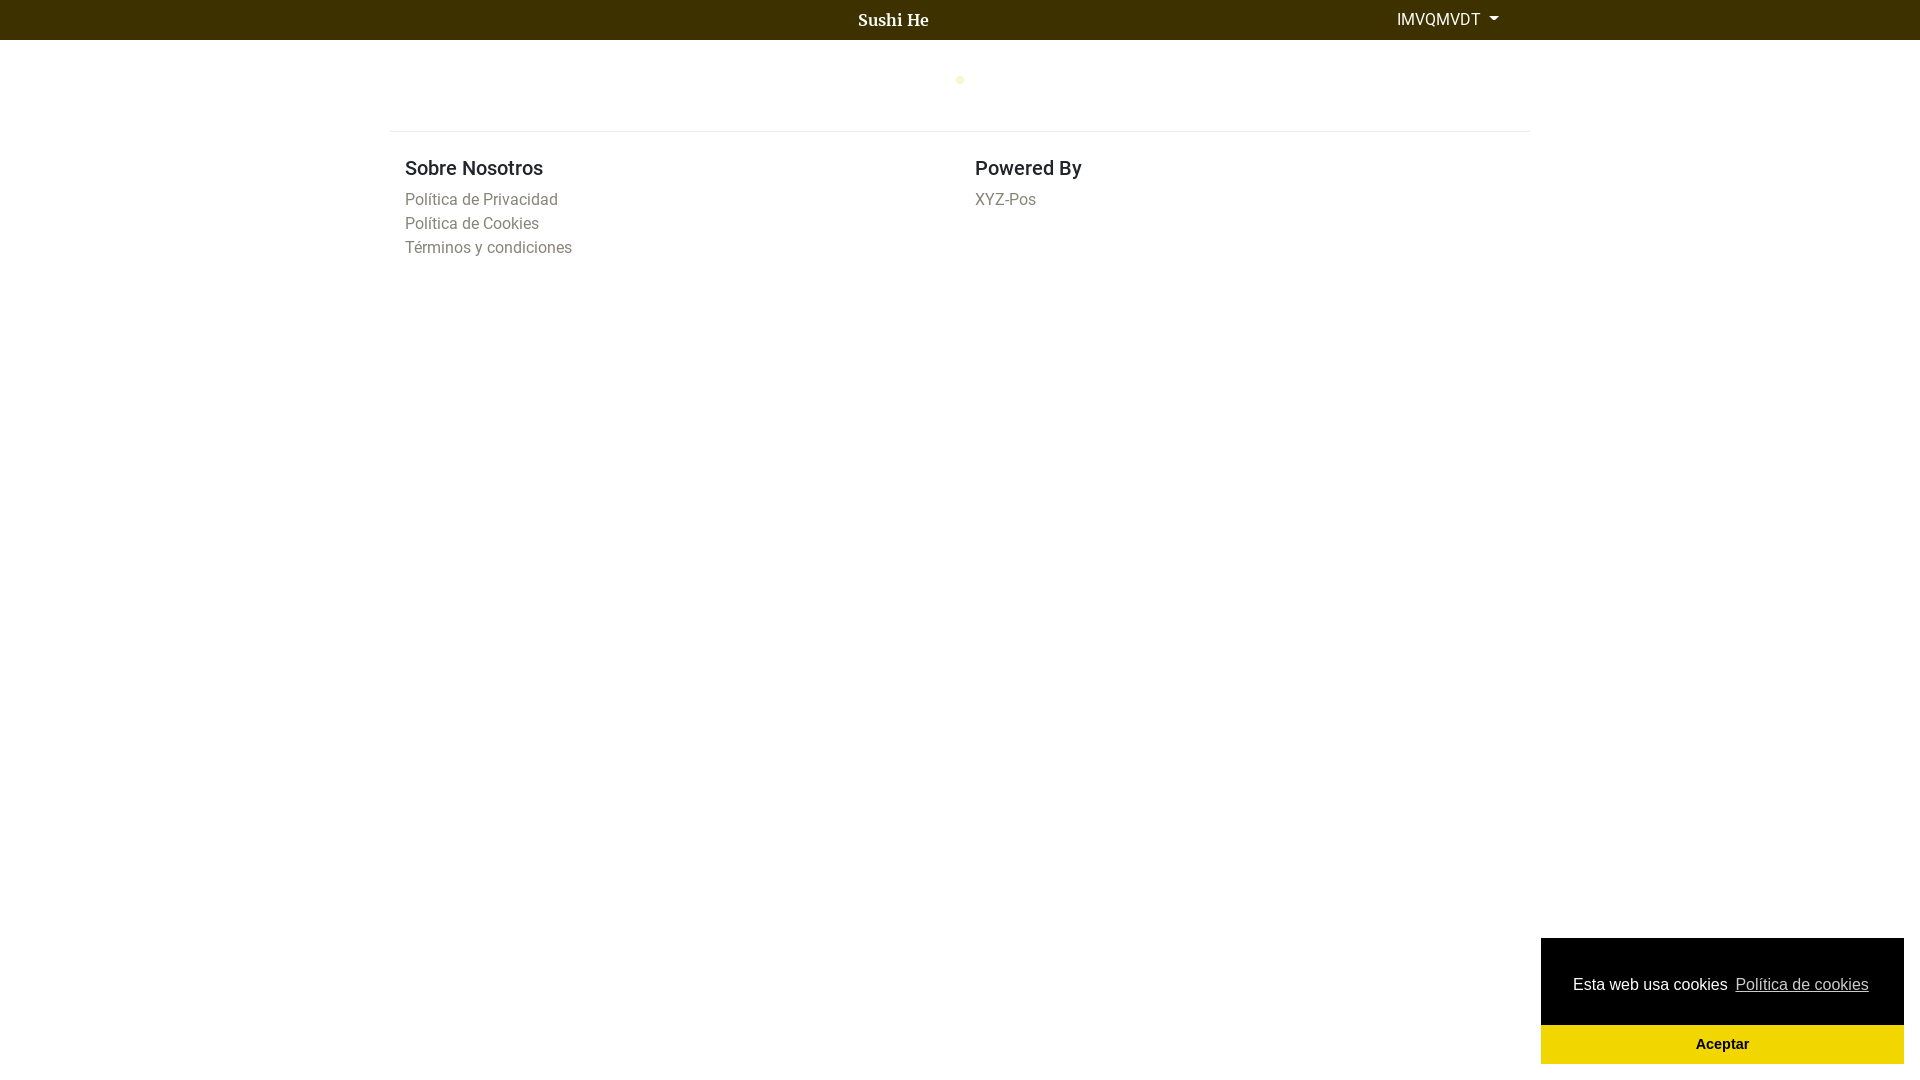 Sushi He
IMVQMVDT
Sobre Nosotros
Política de Privacidad
Política de Cookies
Términos y condiciones
Powered By
XYZ-Pos
Esta web usa cookies Política de cookies
Aceptar